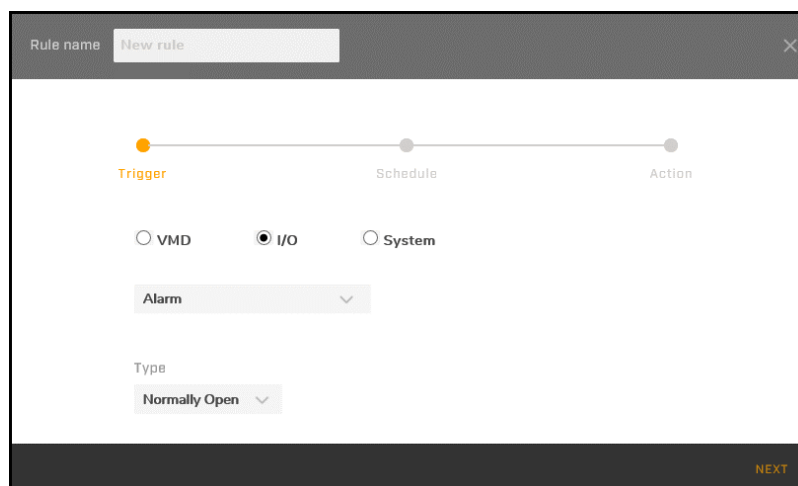 Rule name New rule
Trigger Schedule Action
VMD I/O System
Alarm
Type
Normally Open
NEXT